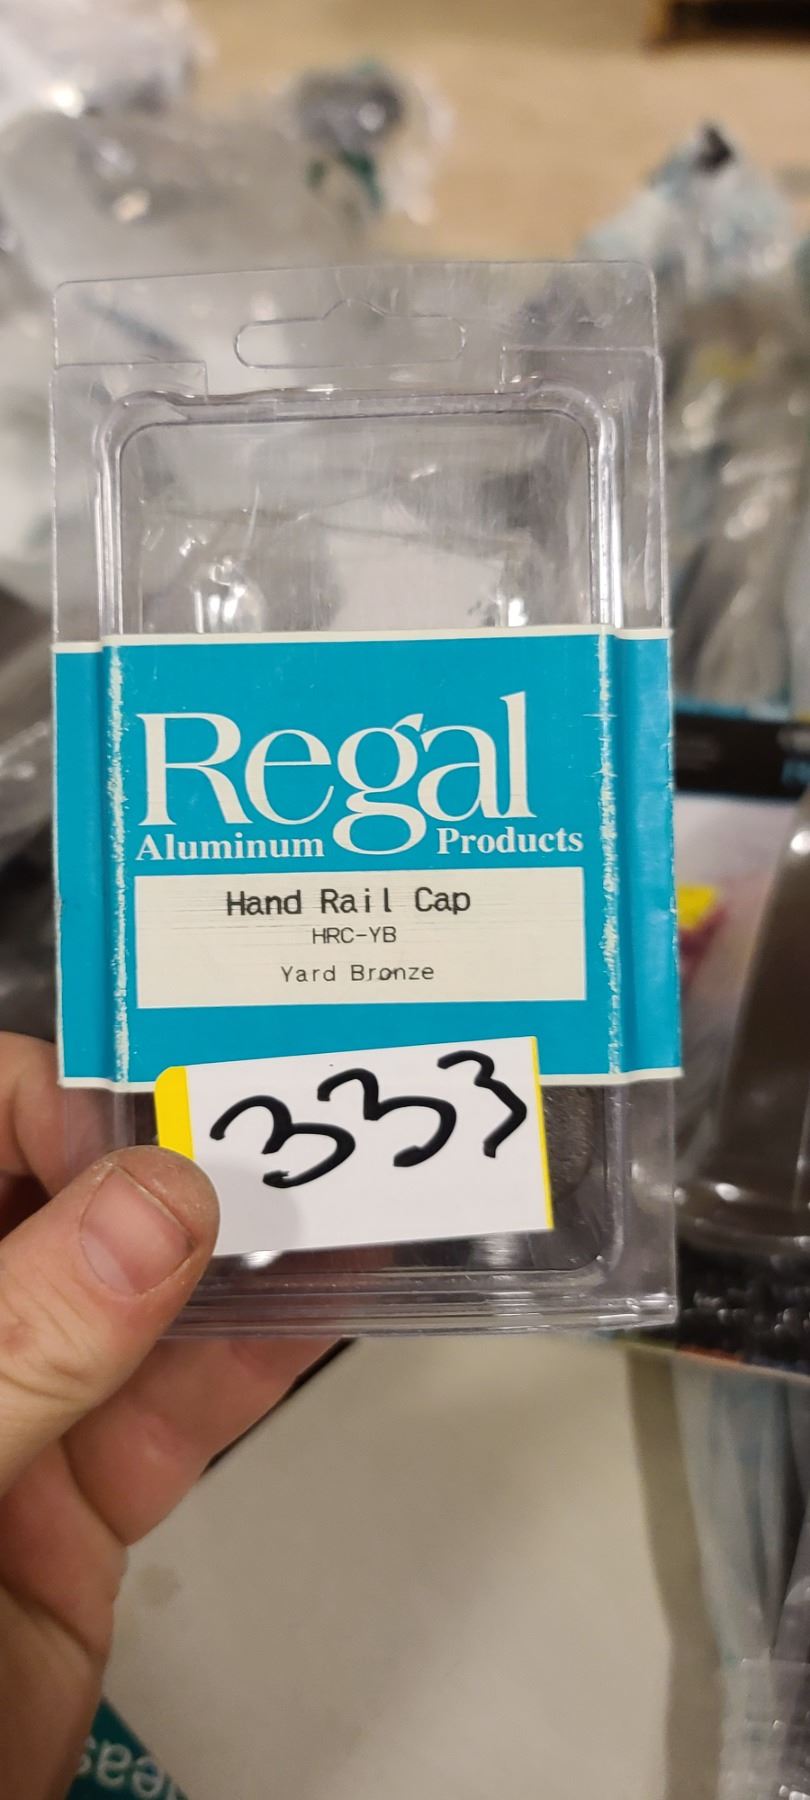 Regal
Aluminum Products
Hand Rail Cap
HRC-YB
Yard Bronze
333